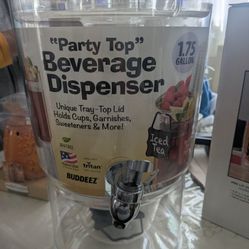 "Party Top"
Beverage
Dispenser
1.75
GALLON
Unique Tray-Top Lid
Holds Cups, Garnishes,
Sweeteners & More!
Iced
Tea
tritan
BUDDEEZ